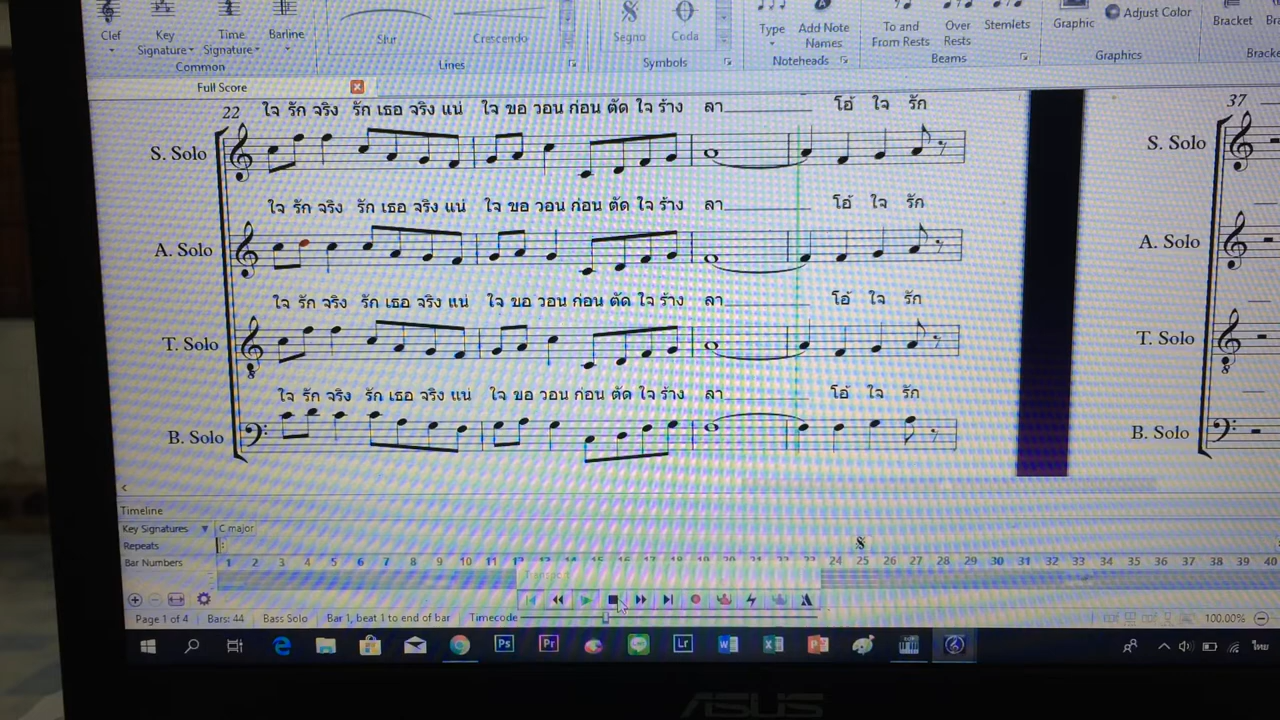 Clef Key Signature Time Signature Barline
Common
Slur Crescendo
Lines
Segno Coda
Symbols
Type Add Note Names
Noteheads
To and From Rests Over Rests Stemlets
Beams
Graphic Adjust Color
Graphics
Bracket
Full Score
22 ใจ รัก จริง รัก เธอ จริง แน่ ใจ ขอ วอน ก่อน ตัด ใจ ร้าง ลา โอ้ ใจ รัก 37
S. Solo S. Solo
ใจ รัก จริง รัก เธอ จริง แน่ ใจ ขอ วอน ก่อน ตัด ใจ ร้าง ลา โอ้ ใจ รัก
A. Solo A. Solo
ใจ รัก จริง รัก เธอ จริง แน่ ใจ ขอ วอน ก่อน ตัด ใจ ร้าง ลา โอ้ ใจ รัก
T. Solo T. Solo
8 8
ใจ รัก จริง รัก เธอ จริง แน่ ใจ ขอ วอน ก่อน ตัด ใจ ร้าง ลา โอ้ ใจ รัก
B. Solo B. Solo
Timeline
Key Signatures C major
Repeats
Bar Numbers 1 2 3 4 5 6 7 8 9 10 11 12 24 25 26 27 28 29 30 31 32 33 34 35 36 37 38 39 40
Page 1 of 4 Bars: 44 Bass Solo Bar 1, beat 1 to end of bar Timecode 100.00%
Ps Pr Lr ไทย
ASUS